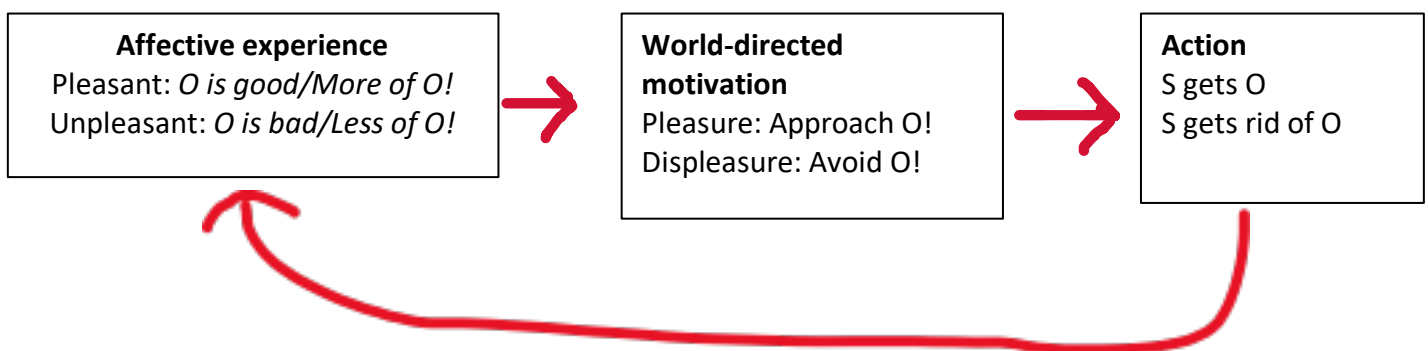 Affective experience
Pleasant: O is good/More of O!
Unpleasant: O is bad/Less of O!
World-directed
motivation
Pleasure: Approach O!
Displeasure: Avoid O!
Action
S gets O
S gets rid of O